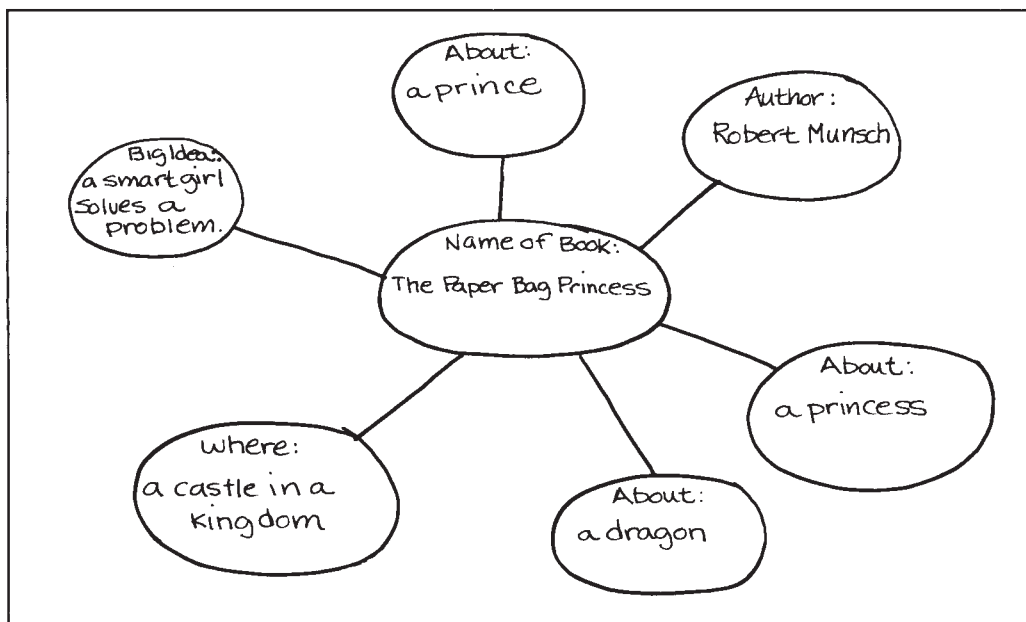 About:
a prince
Author:
Robert Munsch
Big Idea:
a smart girl
solves a
problem.
Name of Book:
The Paper Bag Princess
About:
a princess
where:
a castle in a
kingdom
About:
a dragon